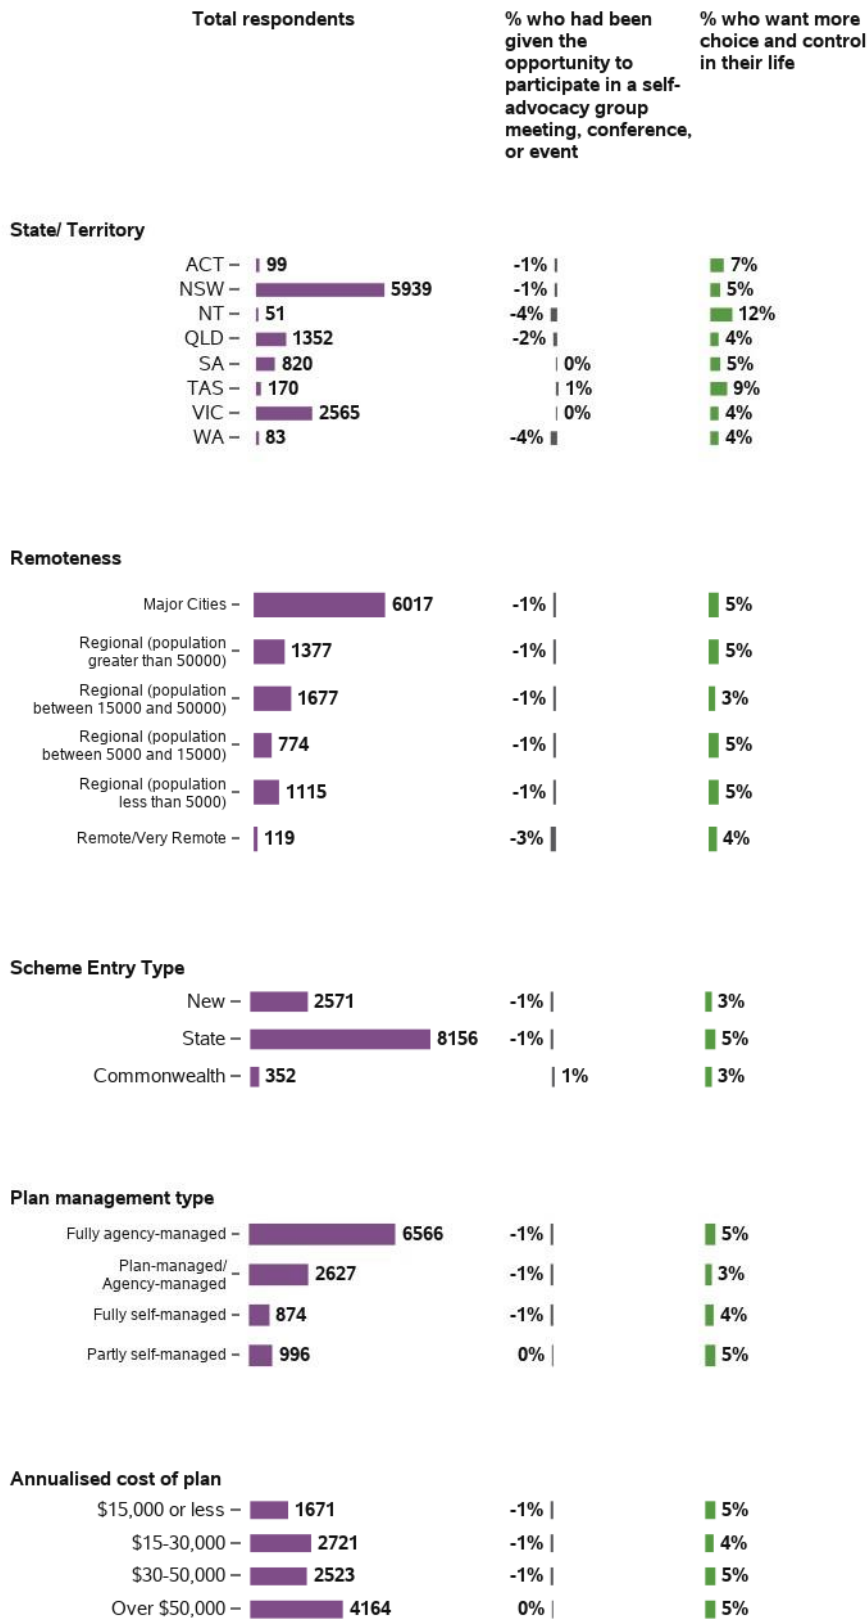 Total respondents
% who had been
given the
opportunity to
participate in a self-
advocacy group
meeting, conference,
or event
% who want more
choice and control
in their life
State/ Territory
ACT 99 -1% 7%
NSW 5939 -1% 5%
NT 51 -4% 12%
QLD 1352 -2% 4%
SA 820 0% 5%
TAS 170 1% 9%
VIC 2565 0% 4%
WA 83 -4% 4%
Remoteness
Major Cities 6017 -1% 5%
Regional (population
greater than 50000) 1377 -1% 5%
Regional (population
between 15000 and 50000) 1677 -1% 3%
Regional (population
between 5000 and 15000) 774 -1% 5%
Regional (population
less than 5000) 1115 -1% 5%
Remote/Very Remote 119 -3% 4%
Scheme Entry Type
New 2571 -1% 3%
State 8156 -1% 5%
Commonwealth 352 1% 3%
Plan management type
Fully agency-managed 6566 -1% 5%
Plan-managed/
Agency-managed 2627 -1% 3%
Fully self-managed 874 -1% 4%
Partly self-managed 996 0% 5%
Annualised cost of plan
$15,000 or less 1671 -1% 5%
$15-30,000 2721 -1% 4%
$30-50,000 2523 -1% 5%
Over $50,000 4164 0% 5%